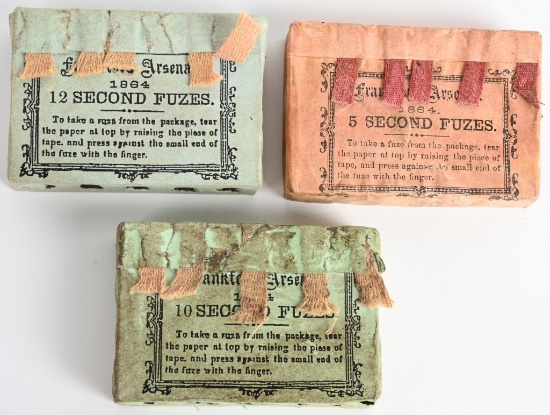 Arsenal
1864
12 SECOND FUZES.
To take a fuze from the package, tear
the paper at top by raising the piese of
tape, and press against the small end of
the fuze with the finger.
1864.
5 SECOND FUZES.
To take a fuze from the package, tear
the paper at top by raising the piece of
tape, and press against the small end of
the fuze with the finger.
10 SECOND FUZES
To take a fuze from the package, tear
the paper at top by raising the piese of
tape, and press against the small end of
the fuze with the finger.